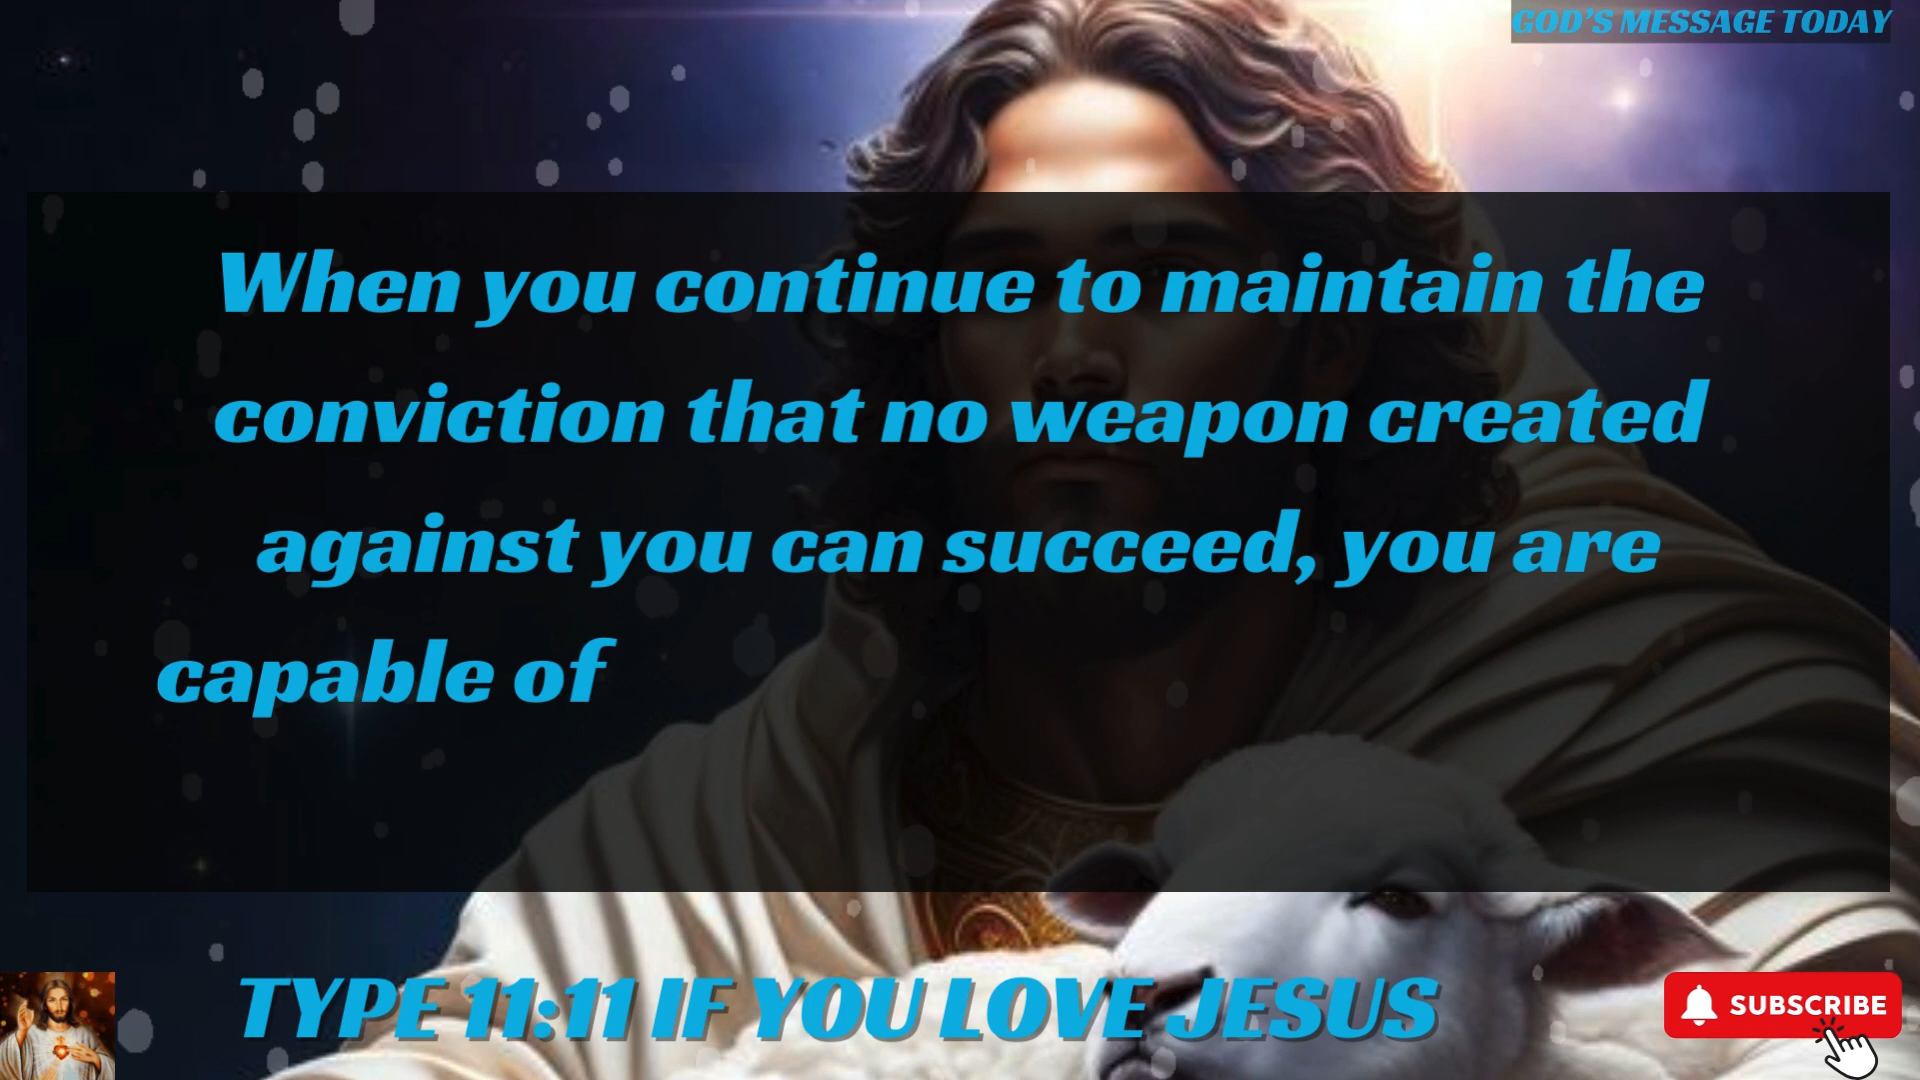 GOD'S MESSAGE TODAY
When you continue to maintain the
conviction that no weapon created
against you can succeed, you are
capable of
TYPE 11:11 IF YOU LOVE JESUS
SUBSCRIBE